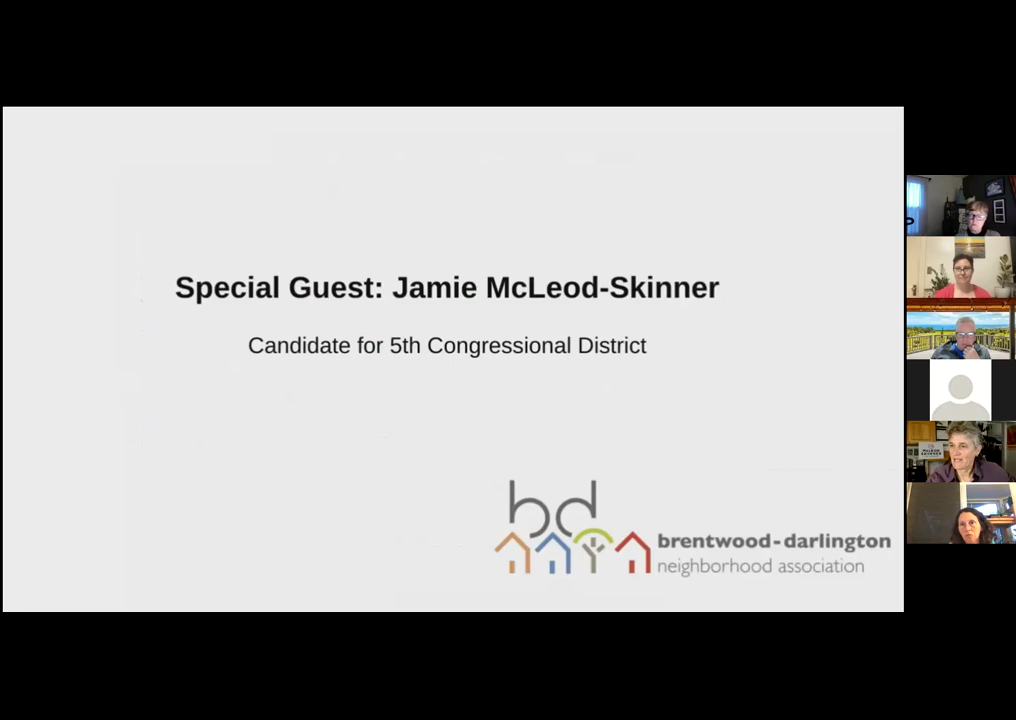 Special Guest: Jamie McLeod-Skinner
Candidate for 5th Congressional District
bd
brentwood-darlington
neighborhood association